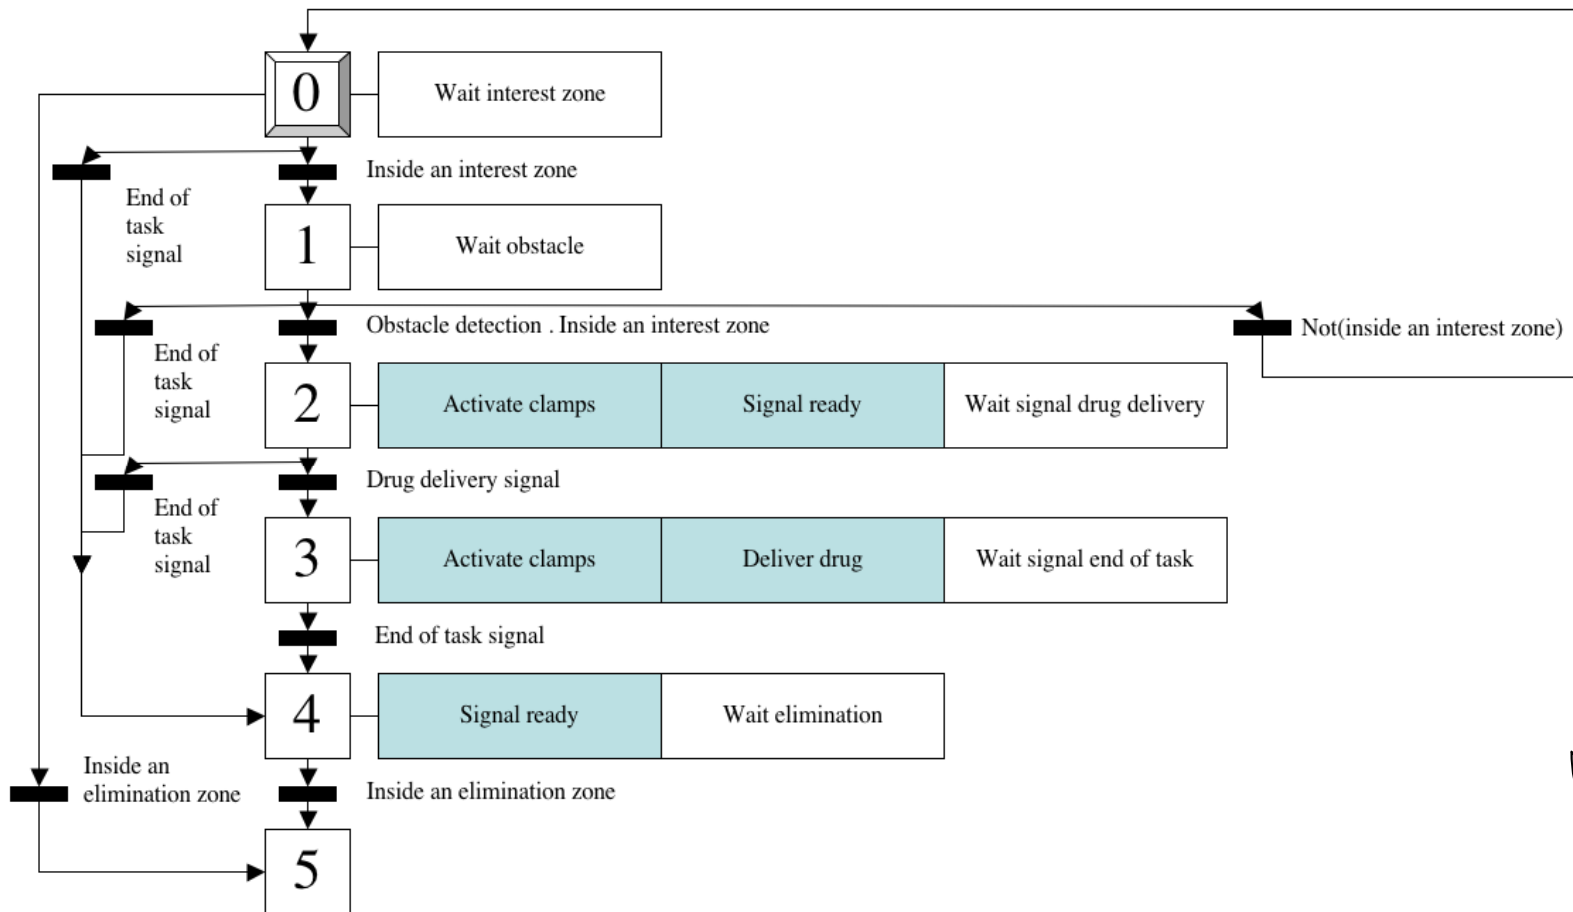 0
Wait interest zone
Inside an interest zone
End of
task
signal
1
Wait obstacle
Obstacle detection . Inside an interest zone
Not(inside an interest zone)
End of
task
signal
2
Activate clamps
Signal ready
Wait signal drug delivery
Drug delivery signal
End of
task
signal
3
Activate clamps
Deliver drug
Wait signal end of task
End of task signal
4
Signal ready
Wait elimination
Inside an
elimination zone
Inside an elimination zone
5